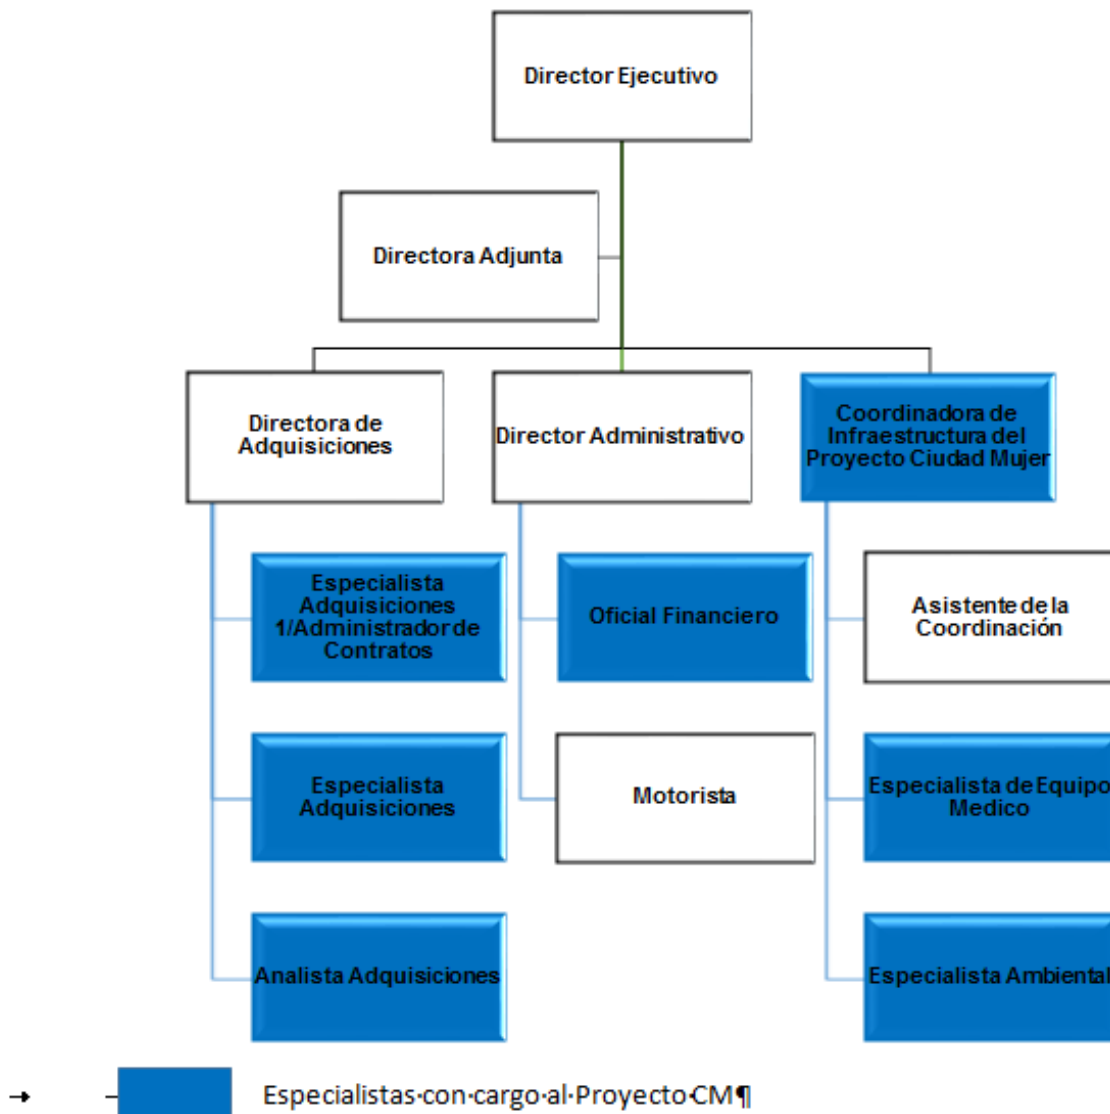 Director Ejecutivo
Directora Adjunta
Directora de
Adquisiciones
Director Administrativo
Coordinadora de
Infraestructura del
Proyecto Ciudad Mujer
Especialista
Adquisiciones
1/Administrador de
Contratos
Oficial Financiero
Asistente de la
Coordinación
Especialista
Adquisiciones
Motorista
Especialista de Equipo
Medico
Analista Adquisiciones
Especialista Ambiental
Especialistas·con·cargo·al·Proyecto·CM¶